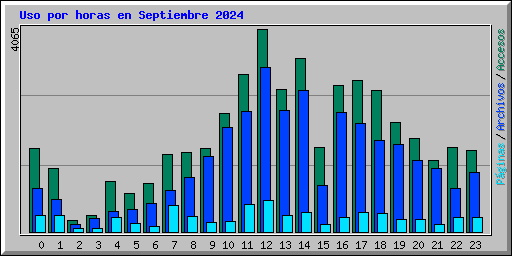 Uso por horas en Septiembre 2024
4065
Páginas / Archivos / Accesos
0 1 2 3 4 5 6 7 8 9 10 11 12 13 14 15 16 17 18 19 20 21 22 23